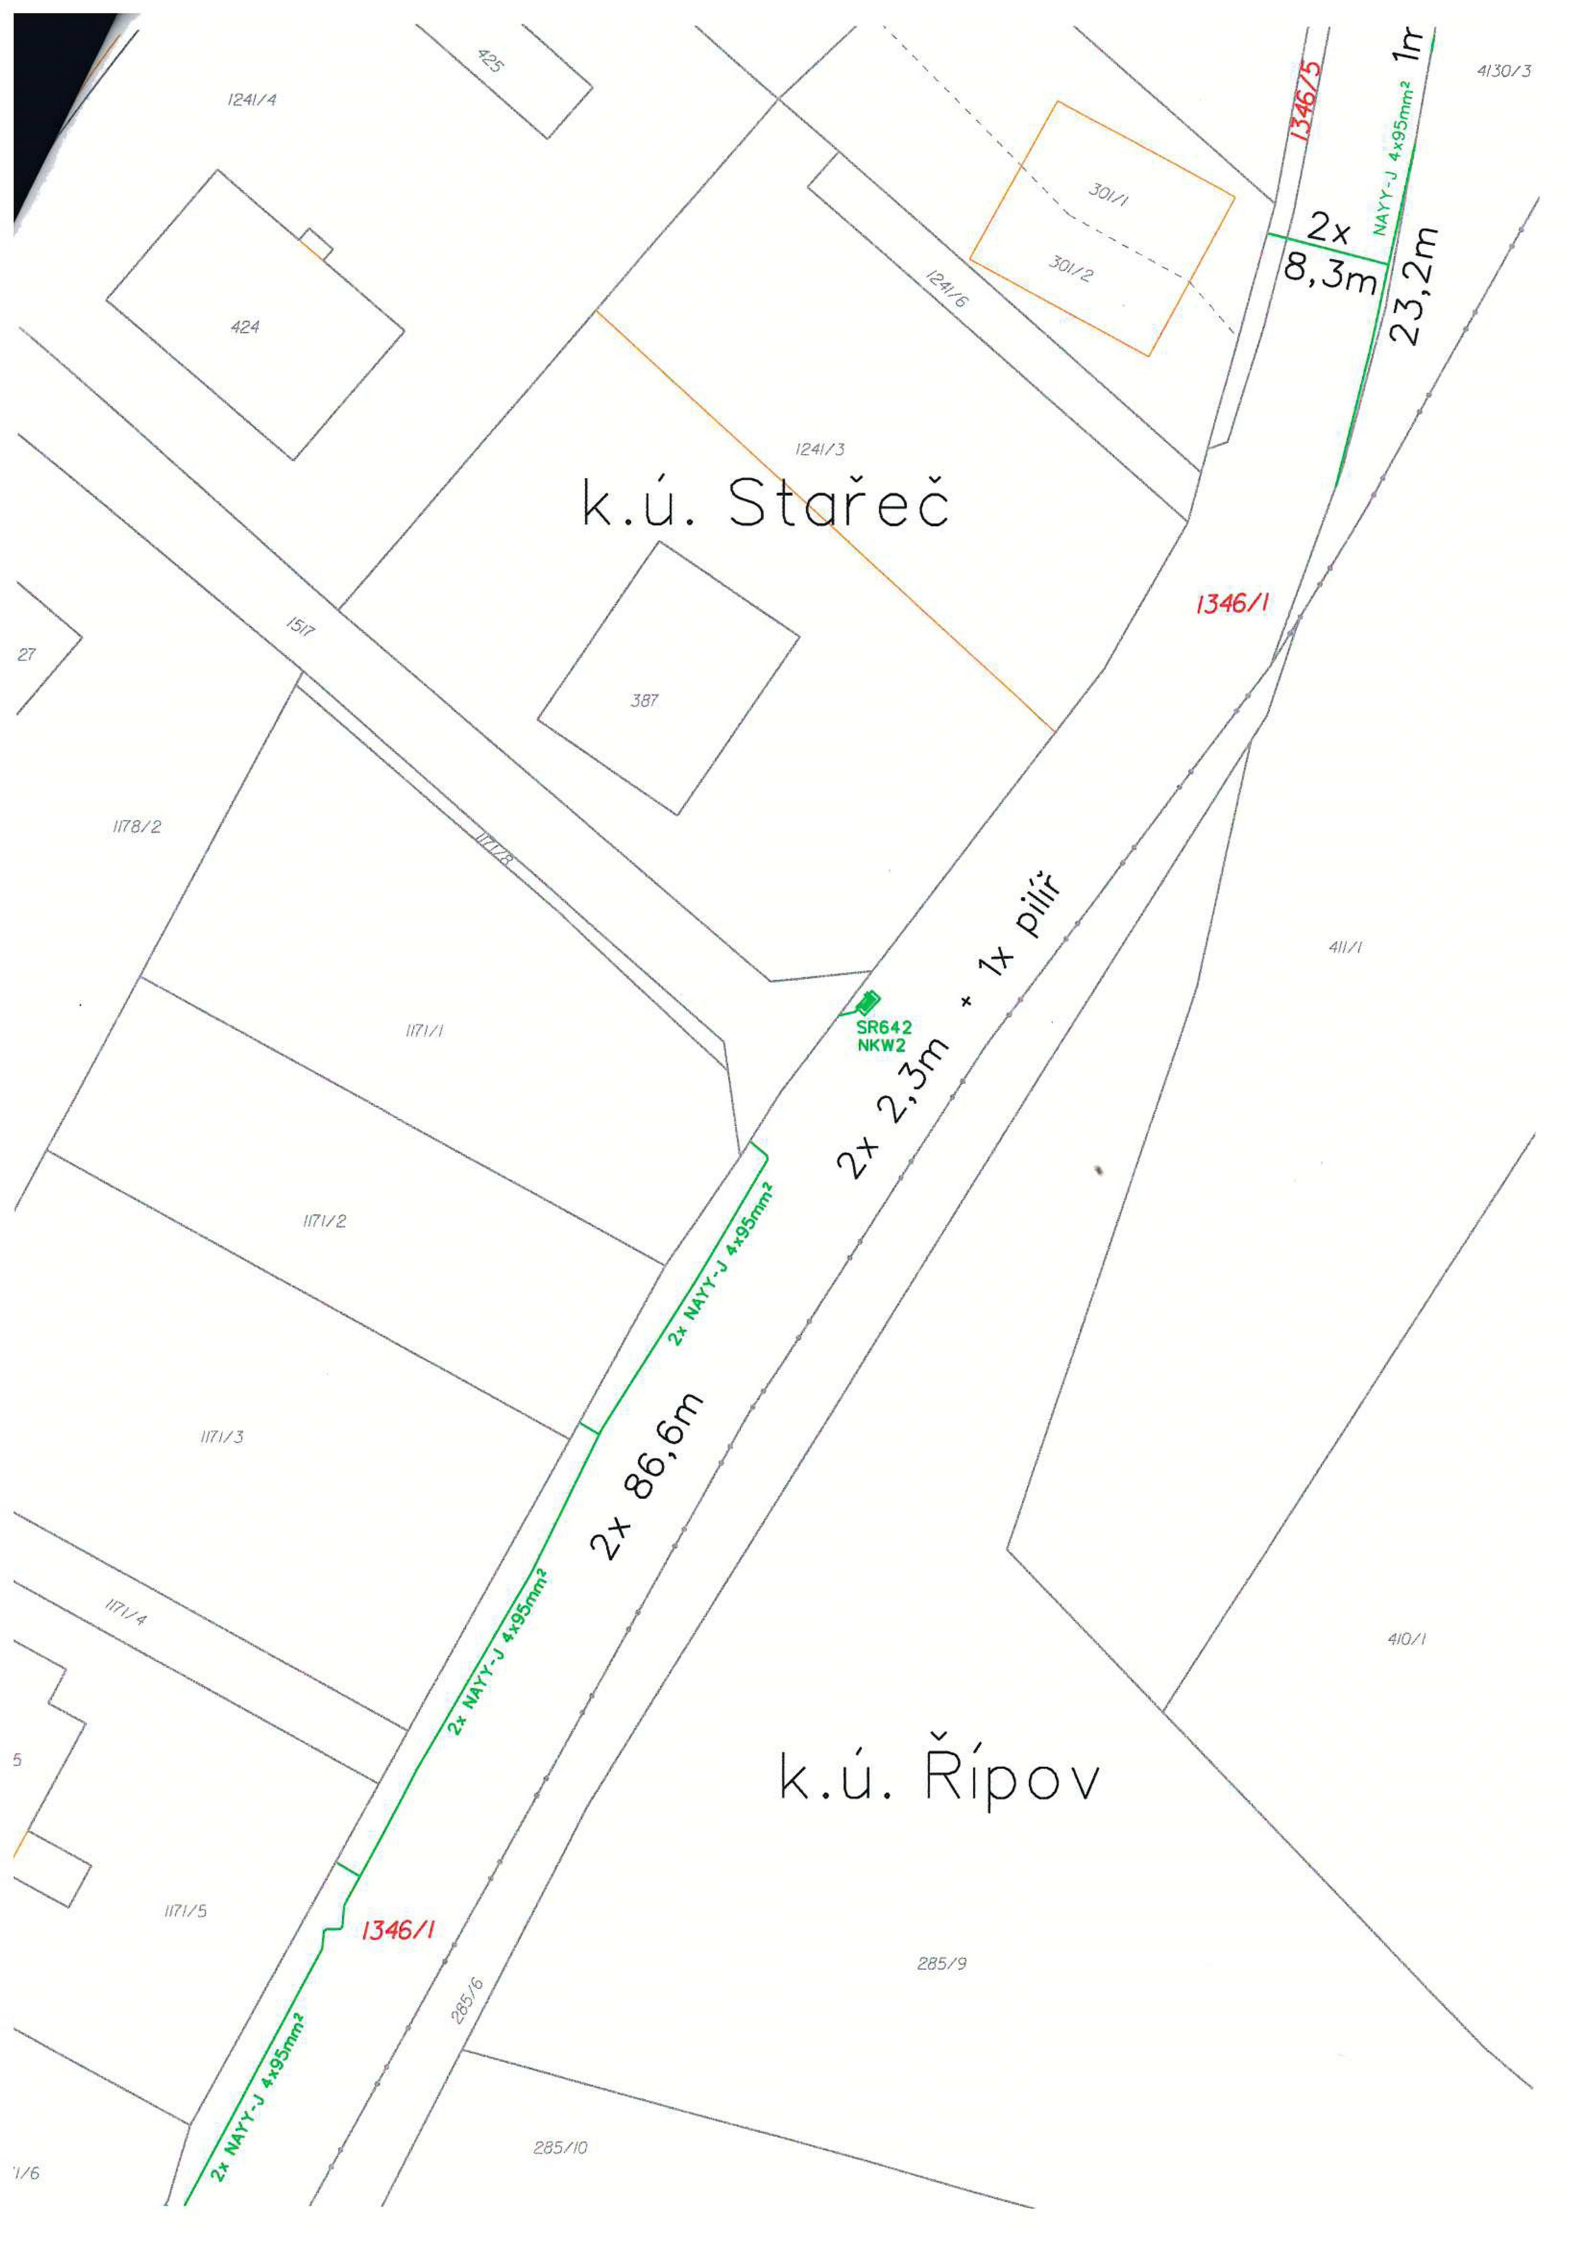 1241/4
425
1346/5
1m
NAYY-J 4x95mm²
4130/3
301/1
301/2
2x
8,3m
23,2m
1241/6
424
1241/3
k.ú. Stařeč
1346/1
1517
27
387
1178/2
1171/8
1x pilíř
+
2x 2,3m
411/1
SR642
NKW2
1171/1
2x NAYY-J 4x95mm²
1171/2
2x 86,6m
1171/3
2x NAYY-J 4x95mm²
1171/4
410/1
5
k.ú. Řípov
1171/5
1346/1
285/9
285/6
2x NAYY-J 4x95mm²
285/10
1/6